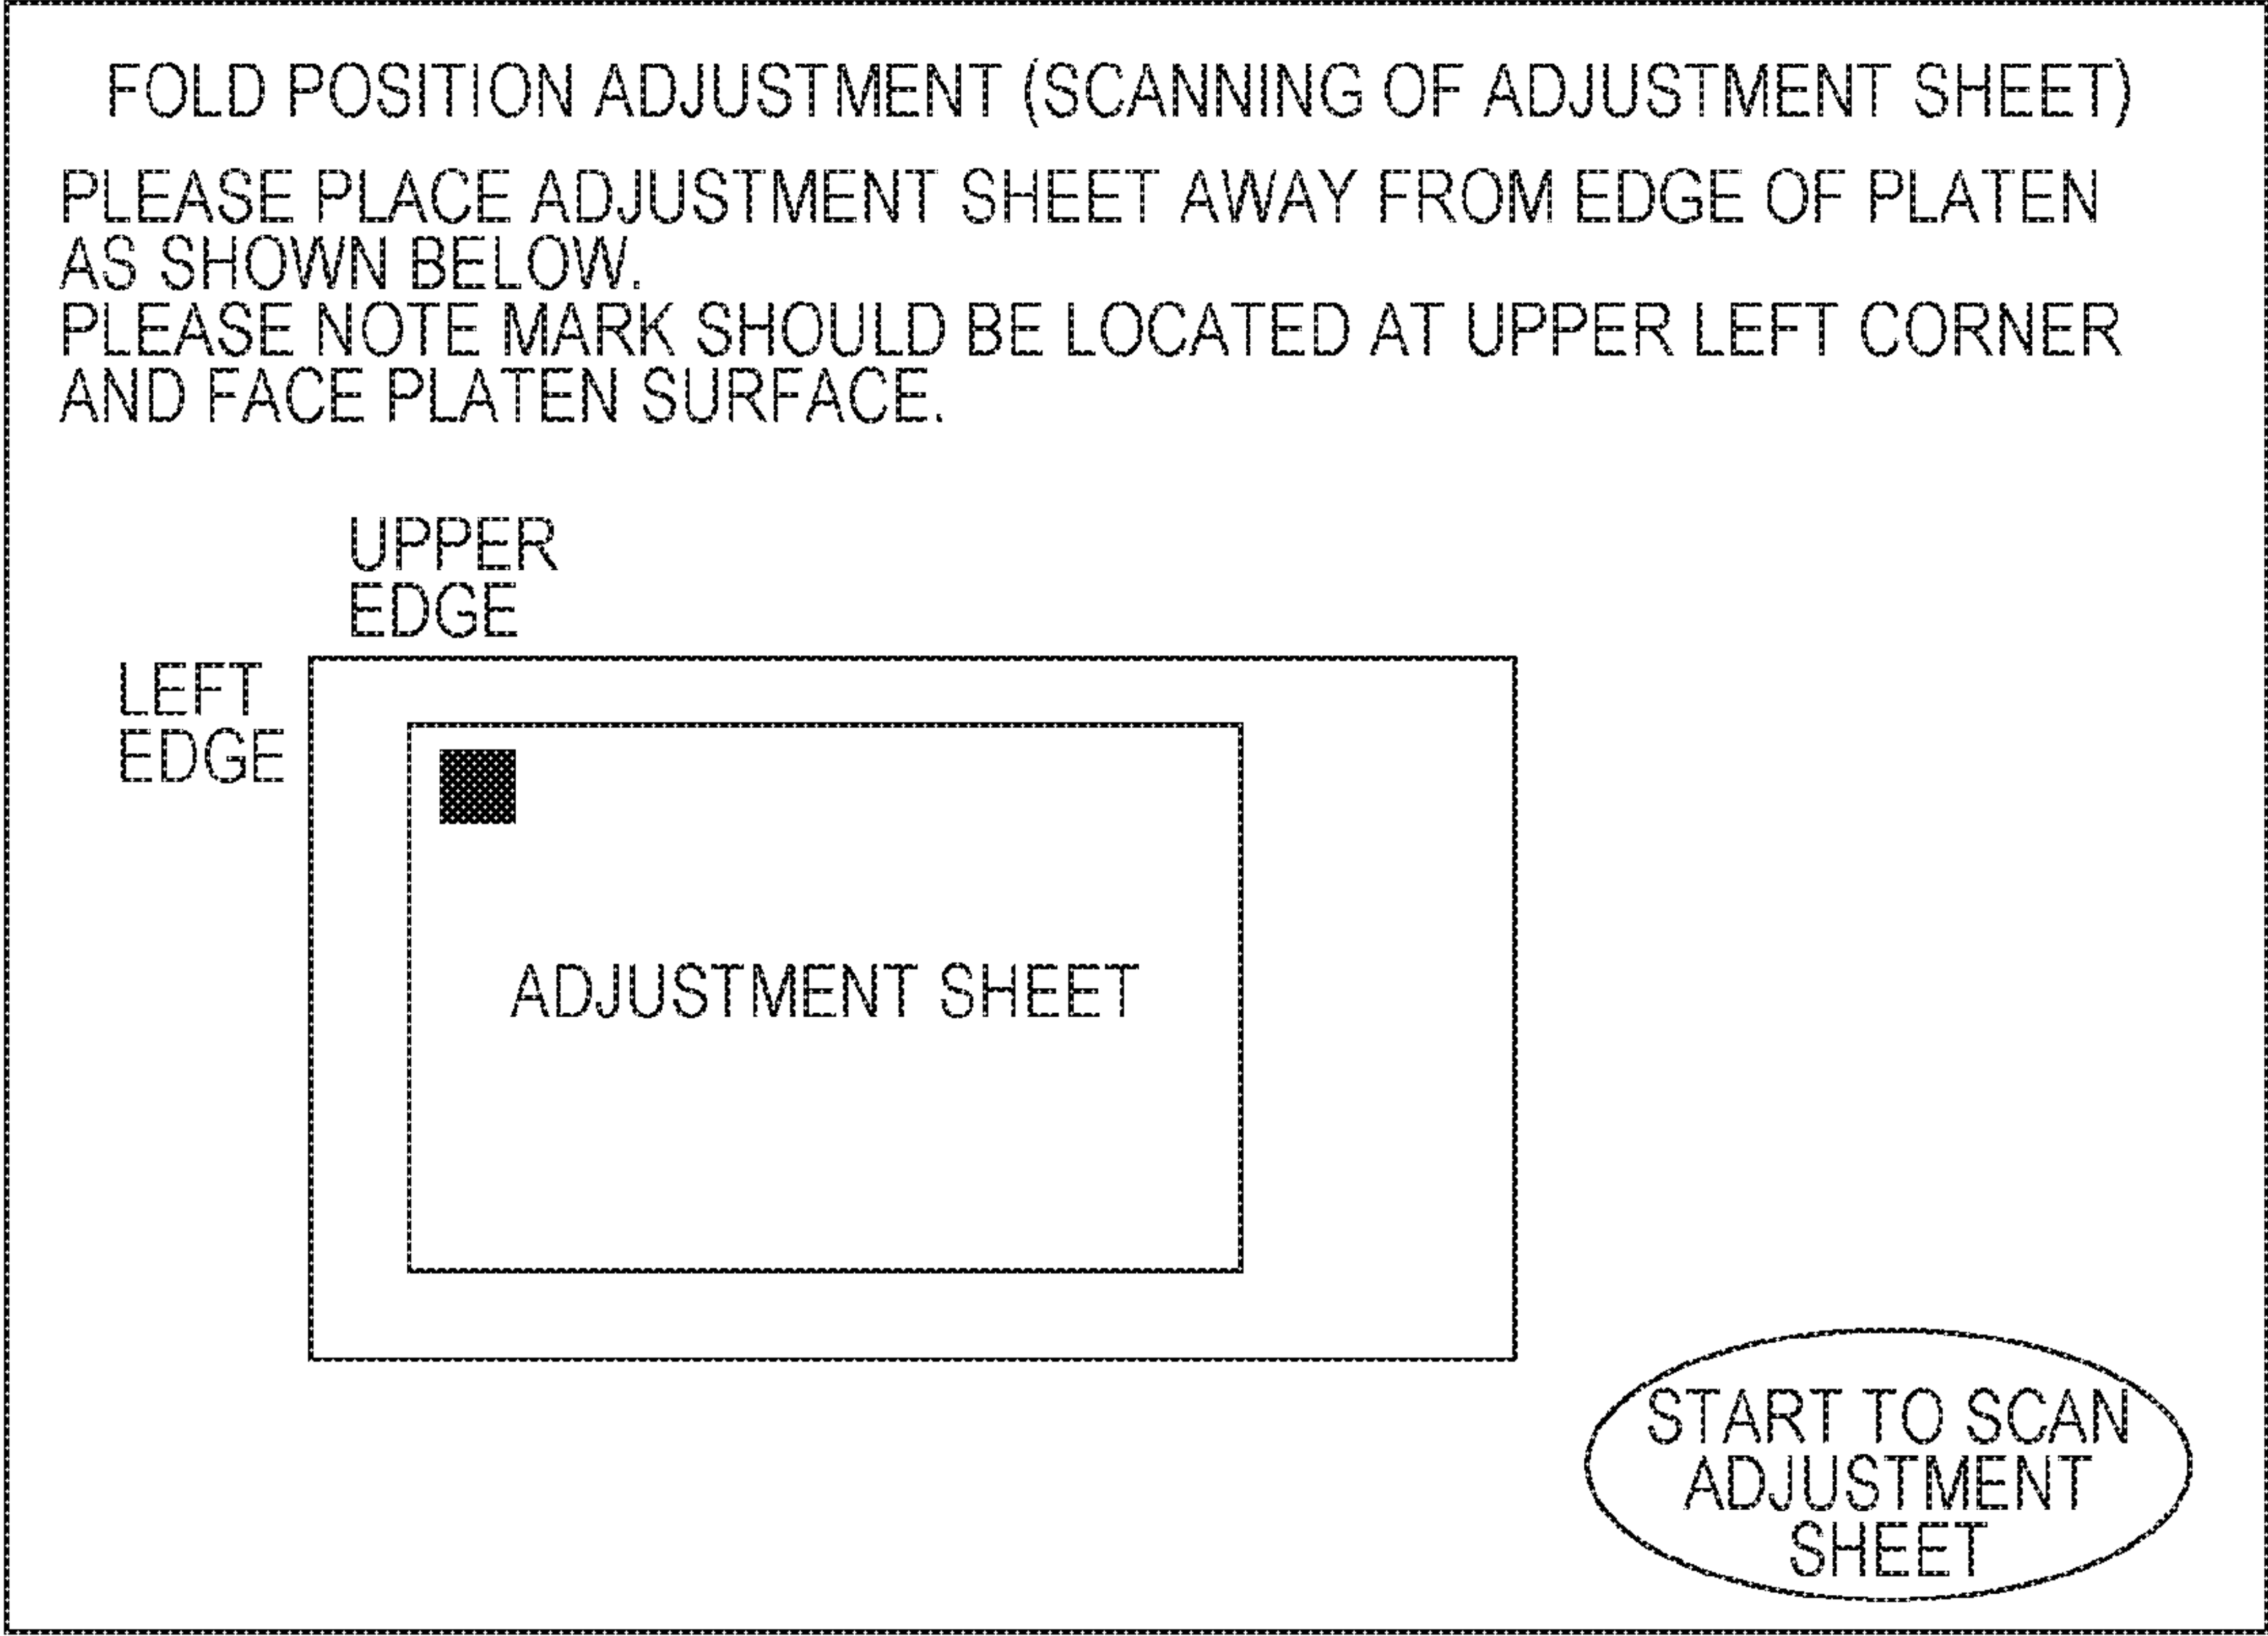 FOLD POSITION ADJUSTMENT (SCANNING OF ADJUSTMENT SHEET)
PLEASE PLACE ADJUSTMENT SHEET AWAY FROM EDGE OF PLATEN
AS SHOWN BELOW.
PLEASE NOTE MARK SHOULD BE LOCATED AT UPPER LEFT CORNER
AND FACE PLATEN SURFACE.
UPPER
EDGE
LEFT
EDGE
ADJUSTMENT SHEET
START TO SCAN
ADJUSTMENT
SHEET